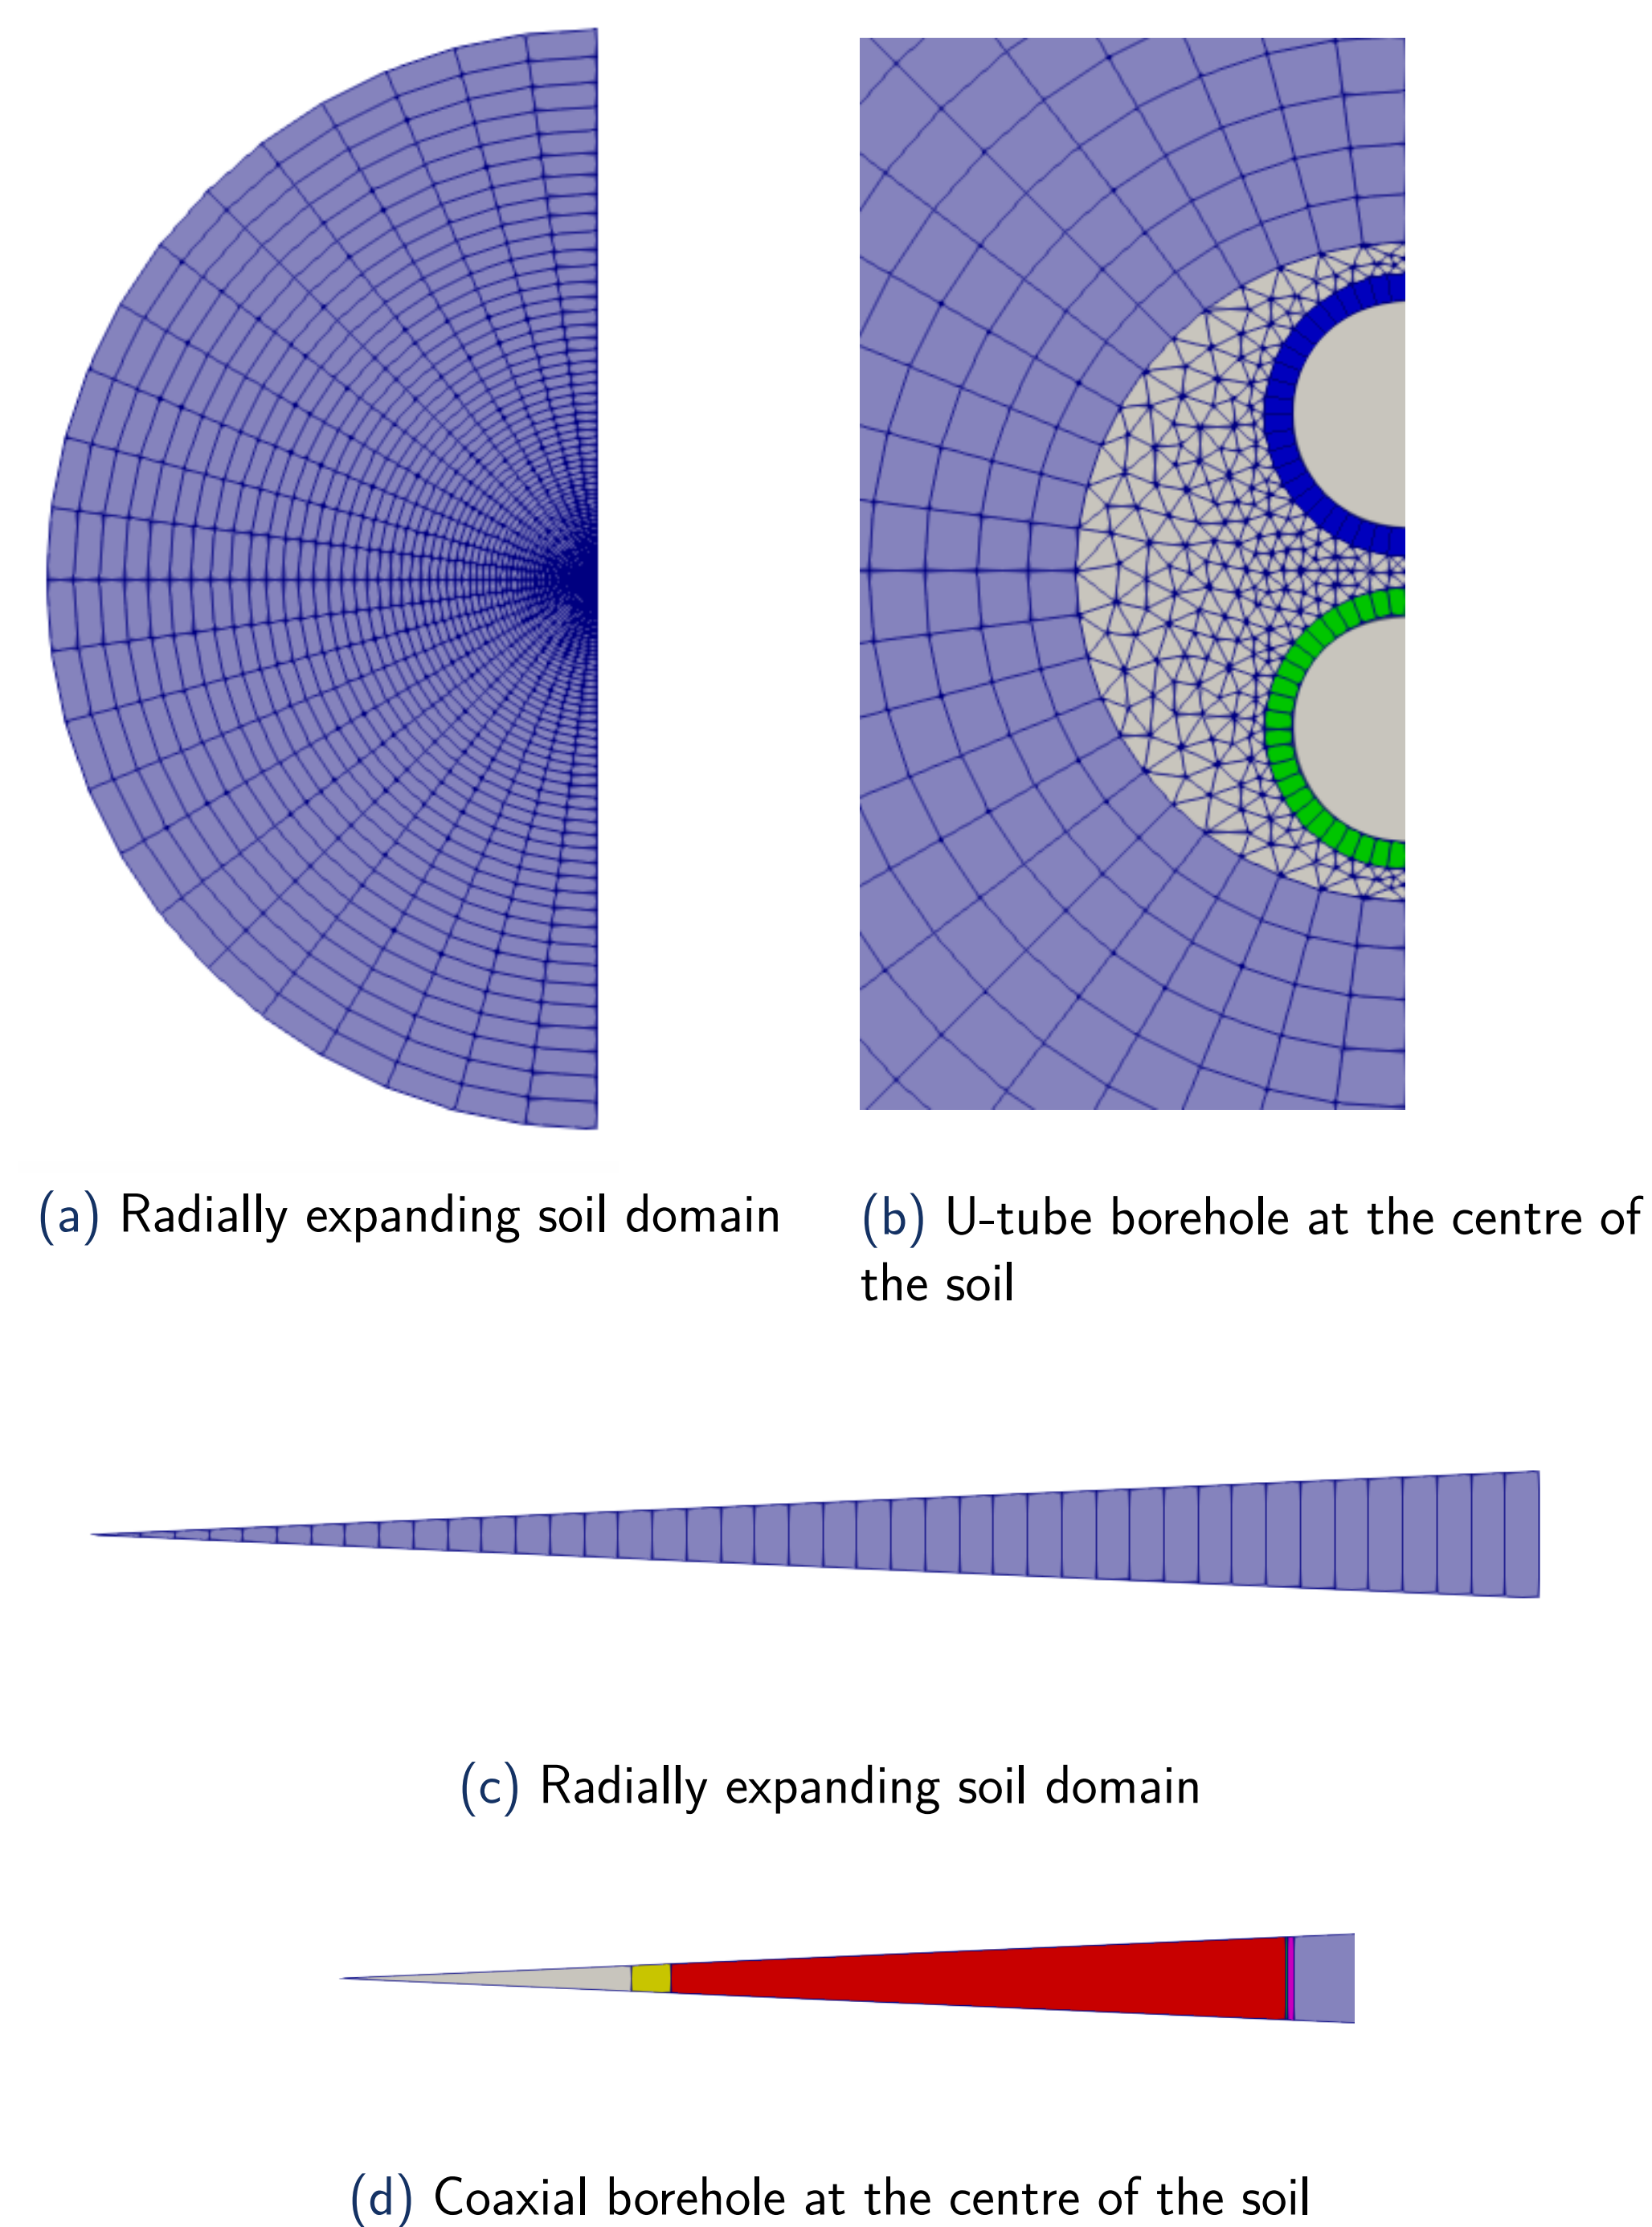 (a) Radially expanding soil domain
(b) U-tube borehole at the centre of
the soil
(c) Radially expanding soil domain
(d) Coaxial borehole at the centre of the soil